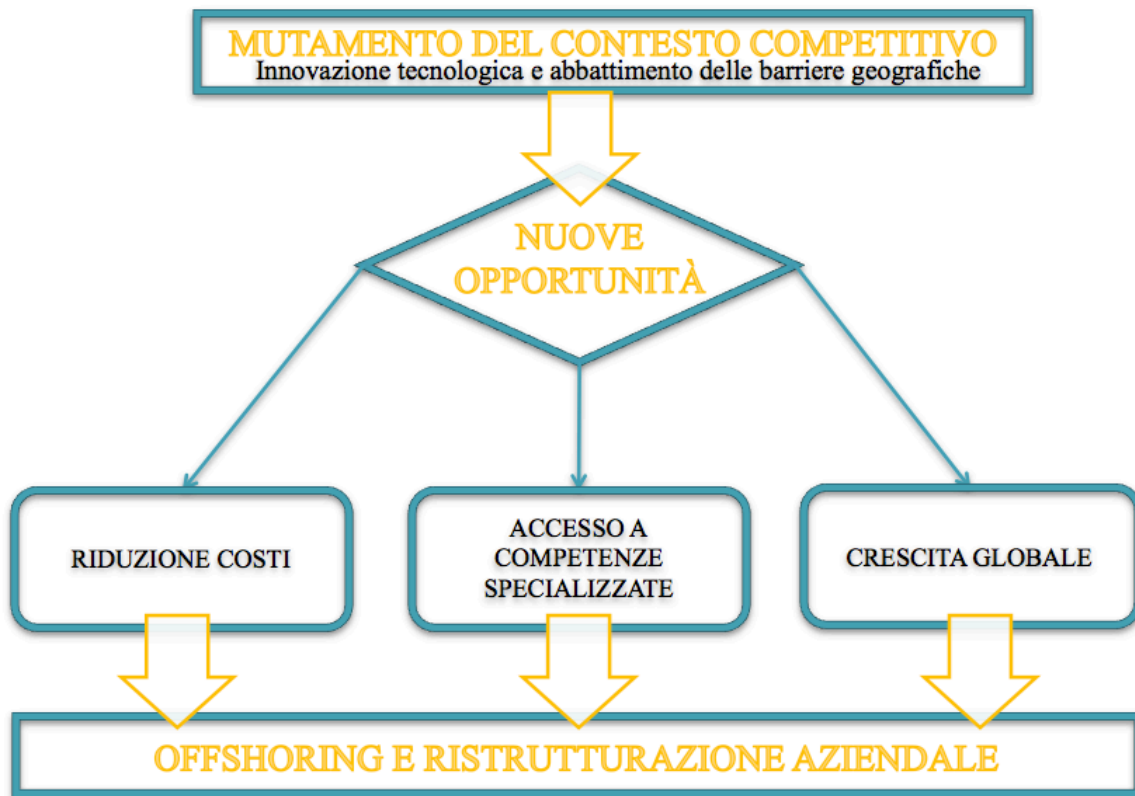 MUTAMENTO DEL CONTESTO COMPETITIVO
Innovazione tecnologica e abbattimento delle barriere geografiche
NUOVE
OPPORTUNITÀ
RIDUZIONE COSTI
ACCESSO A
COMPETENZE
SPECIALIZZATE
CRESCITA GLOBALE
OFFSHORING E RISTRUTTURAZIONE AZIENDALE